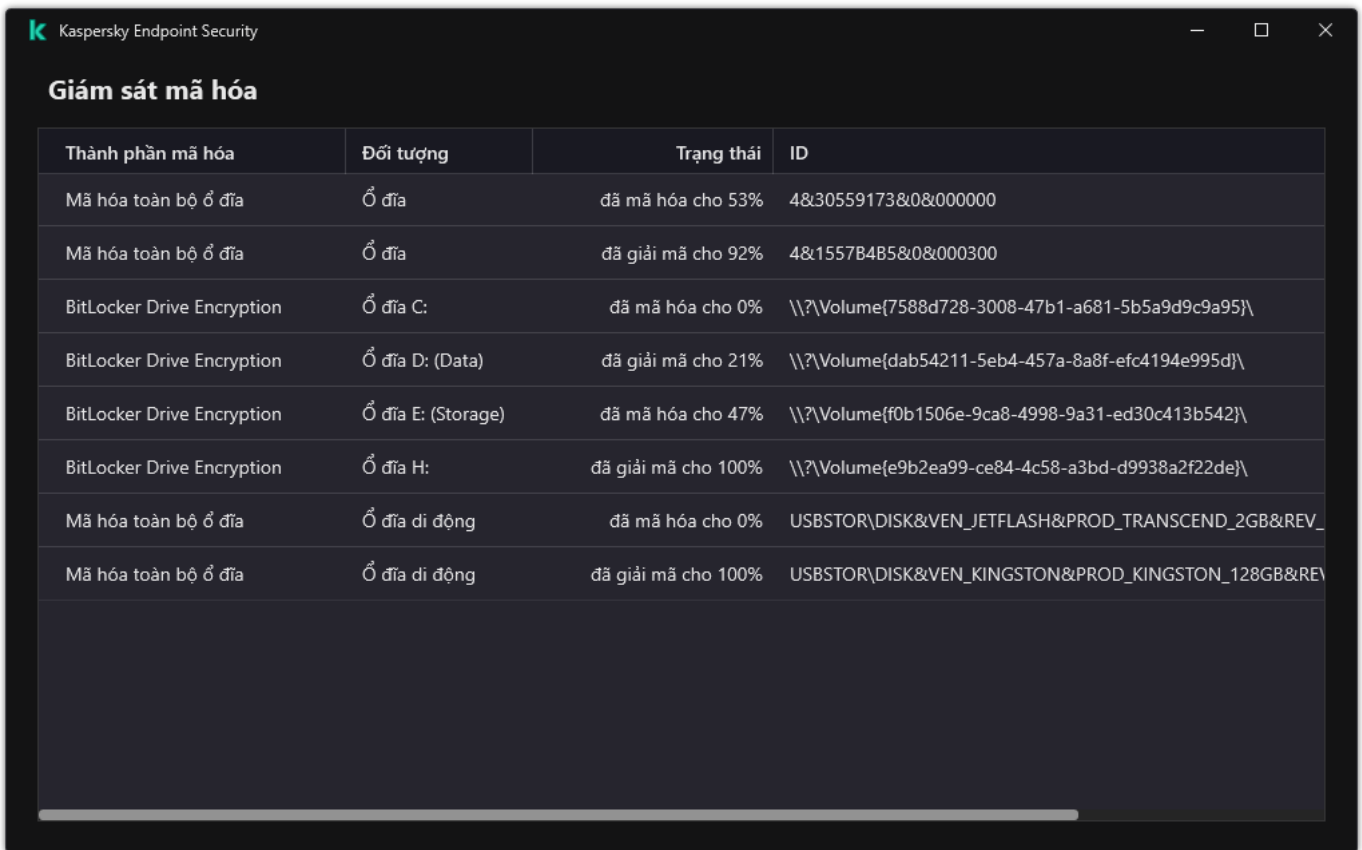 Kaspersky Endpoint Security
Giám sát mã hóa
Thành phần mã hóa Đối tượng Trạng thái ID
Mã hóa toàn bộ ổ đĩa Ổ đĩa đã mã hóa cho 53% 4&30559173&0&000000
Mã hóa toàn bộ ổ đĩa Ổ đĩa đã giải mã cho 92% 4&1557B4B5&0&000300
BitLocker Drive Encryption Ổ đĩa C: đã mã hóa cho 0% \\?\Volume{7588d728-3008-47b1-a681-5b5a9d9c9a95}\
BitLocker Drive Encryption Ổ đĩa D: (Data) đã giải mã cho 21% \\?\Volume{dab54211-5eb4-457a-8a8f-efc4194e995d}\
BitLocker Drive Encryption Ổ đĩa E: (Storage) đã mã hóa cho 47% \\?\Volume{f0b1506e-9ca8-4998-9a31-ed30c413b542}\
BitLocker Drive Encryption Ổ đĩa H: đã giải mã cho 100% \\?\Volume{e9b2ea99-ce84-4c58-a3bd-d9938a2f22de}\
Mã hóa toàn bộ ổ đĩa Ổ đĩa di động đã mã hóa cho 0% USBSTOR\DISK&VEN_JETFLASH&PROD_TRANSCEND_2GB&REV_
Mã hóa toàn bộ ổ đĩa Ổ đĩa di động đã giải mã cho 100% USBSTOR\DISK&VEN_KINGSTON&PROD_KINGSTON_128GB&REV